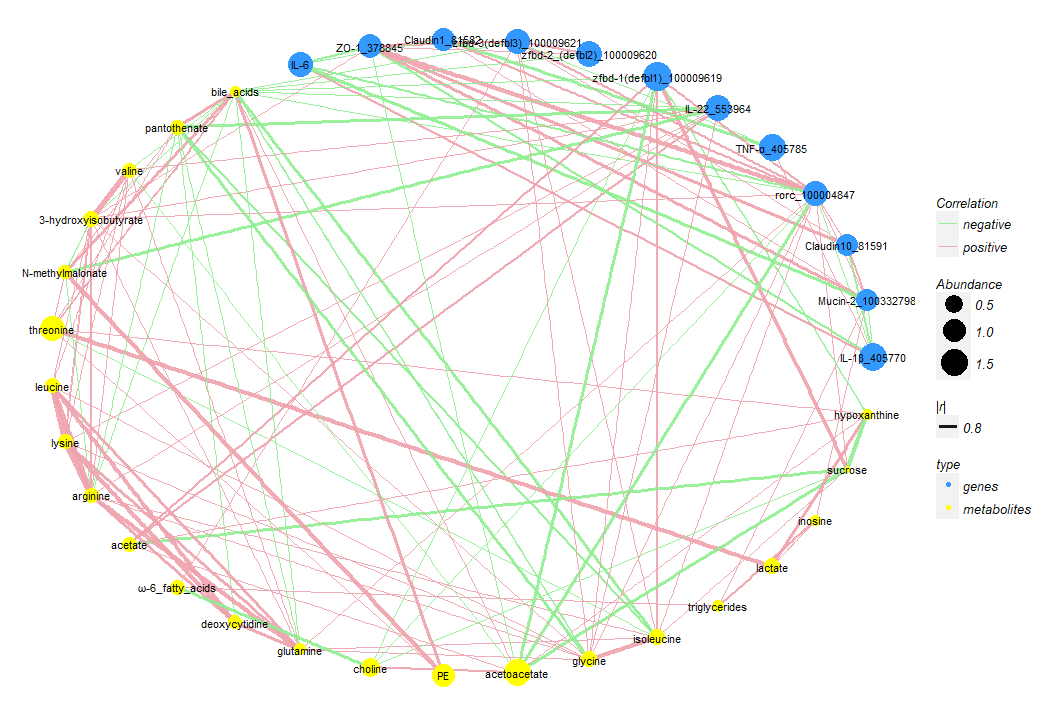 Claudin1_81582
zfbd-3(defbl3)_100009621
ZO-1_378845
zfbd-2_(defbl2)_100009620
IL-6
zfbd-1(defbl1)_100009619
bile_acids
IL-22_553964
pantothenate
TNF-α_405785
valine
rorc_100004847
3-hydroxyisobutyrate
Claudin10_81591
N-methylmalonate
Mucin-2_100332798
threonine
IL-1β_405770
leucine
hypoxanthine
lysine
sucrose
arginine
inosine
acetate
lactate
ω-6_fatty_acids
triglycerides
deoxycytidine
isoleucine
glutamine
glycine
choline
acetoacetate
PE
Correlation
negative
positive
Abundance
0.5
1.0
1.5
|r|
0.8
type
genes
metabolites